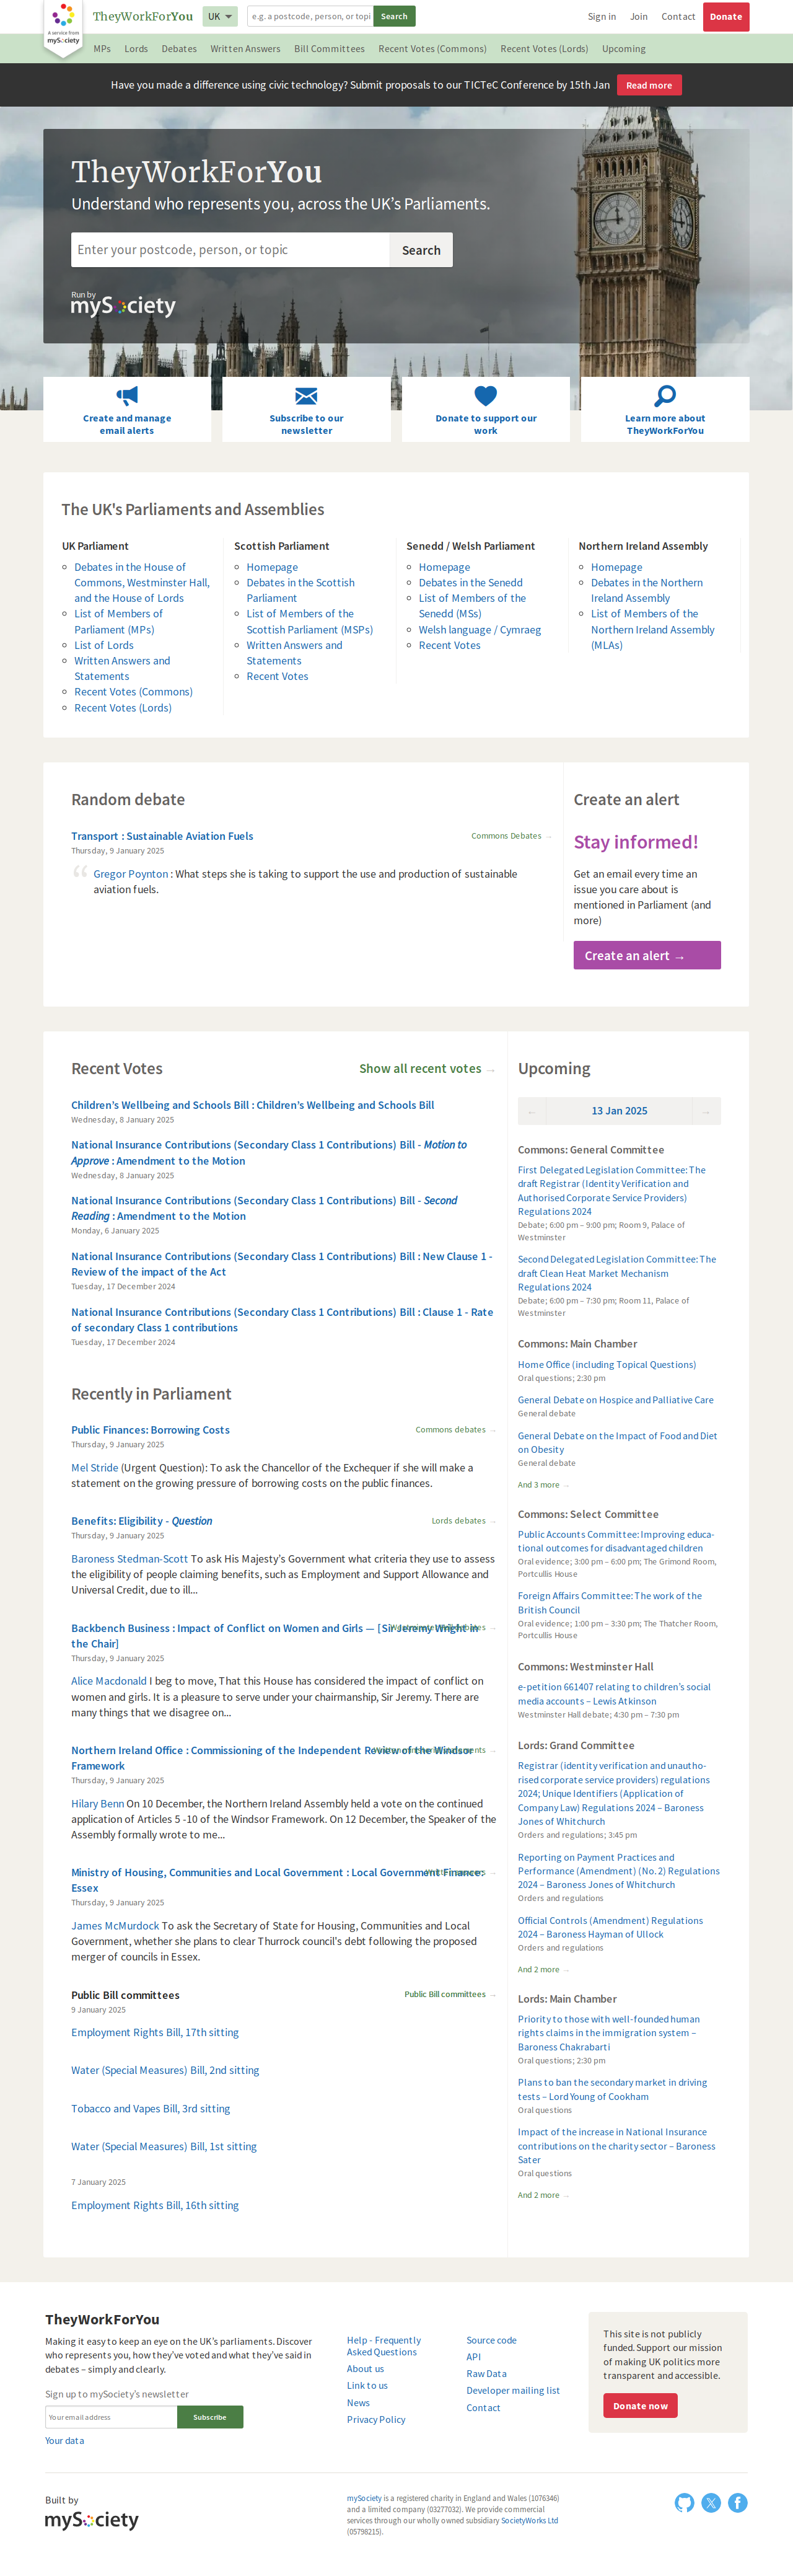 A service from
mySociety
TheyWorkForYou
UK
e.g. a postcode, person, or topi
Search
Sign in
Join
Contact
Donate
MPs
Lords
Debates
Written Answers
Bill Committees
Recent Votes (Commons)
Recent Votes (Lords)
Upcoming
Have you made a difference using civic technology? Submit proposals to our TICTeC Conference by 15th Jan
Read more
TheyWorkForYou
Understand who represents you, across the UK’s Parliaments.
Enter your postcode, person, or topic
Search
Run by
mySociety
Create and manage
email alerts
Subscribe to our
newsletter
Donate to support our
work
Learn more about
TheyWorkForYou
The UK's Parliaments and Assemblies
UK Parliament
Debates in the House of
Commons, Westminster Hall,
and the House of Lords
List of Members of
Parliament (MPs)
List of Lords
Written Answers and
Statements
Recent Votes (Commons)
Recent Votes (Lords)
Scottish Parliament
Homepage
Debates in the Scottish
Parliament
List of Members of the
Scottish Parliament (MSPs)
Written Answers and
Statements
Recent Votes
Senedd / Welsh Parliament
Homepage
Debates in the Senedd
List of Members of the
Senedd (MSs)
Welsh language / Cymraeg
Recent Votes
Northern Ireland Assembly
Homepage
Debates in the Northern
Ireland Assembly
List of Members of the
Northern Ireland Assembly
(MLAs)
Random debate
Transport : Sustainable Aviation Fuels
Commons Debates →
Thursday, 9 January 2025
“ Gregor Poynton : What steps she is taking to support the use and production of sustainable
aviation fuels.
Create an alert
Stay informed!
Get an email every time an
issue you care about is
mentioned in Parliament (and
more)
Create an alert →
Recent Votes
Show all recent votes →
Children’s Wellbeing and Schools Bill : Children’s Wellbeing and Schools Bill
Wednesday, 8 January 2025
National Insurance Contributions (Secondary Class 1 Contributions) Bill - Motion to
Approve : Amendment to the Motion
Wednesday, 8 January 2025
National Insurance Contributions (Secondary Class 1 Contributions) Bill - Second
Reading : Amendment to the Motion
Monday, 6 January 2025
National Insurance Contributions (Secondary Class 1 Contributions) Bill : New Clause 1 -
Review of the impact of the Act
Tuesday, 17 December 2024
National Insurance Contributions (Secondary Class 1 Contributions) Bill : Clause 1 - Rate
of secondary Class 1 contributions
Tuesday, 17 December 2024
Recently in Parliament
Public Finances: Borrowing Costs
Commons debates →
Thursday, 9 January 2025
Mel Stride (Urgent Question): To ask the Chancellor of the Exchequer if she will make a
statement on the growing pressure of borrowing costs on the public finances.
Benefits: Eligibility - Question
Lords debates →
Thursday, 9 January 2025
Baroness Stedman-Scott To ask His Majesty's Government what criteria they use to assess
the eligibility of people claiming benefits, such as Employment and Support Allowance and
Universal Credit, due to ill...
Backbench Business : Impact of Conflict on Women and Girls — [Sir Jeremy Wright in
the Chair]
Thursday, 9 January 2025
Alice Macdonald I beg to move, That this House has considered the impact of conflict on
women and girls. It is a pleasure to serve under your chairmanship, Sir Jeremy. There are
many things that we disagree on...
Northern Ireland Office : Commissioning of the Independent Review of the Windsor
Framework
Thursday, 9 January 2025
Hilary Benn On 10 December, the Northern Ireland Assembly held a vote on the continued
application of Articles 5 -10 of the Windsor Framework. On 12 December, the Speaker of the
Assembly formally wrote to me...
Ministry of Housing, Communities and Local Government : Local Government Finance:
Essex
Thursday, 9 January 2025
James McMurdock To ask the Secretary of State for Housing, Communities and Local
Government, whether she plans to clear Thurrock council's debt following the proposed
merger of councils in Essex.
Public Bill committees
Public Bill committees →
9 January 2025
Employment Rights Bill, 17th sitting
Water (Special Measures) Bill, 2nd sitting
Tobacco and Vapes Bill, 3rd sitting
Water (Special Measures) Bill, 1st sitting
7 January 2025
Employment Rights Bill, 16th sitting
Upcoming
← 13 Jan 2025 →
Commons: General Committee
First Delegated Legislation Committee: The
draft Registrar (Identity Verification and
Authorised Corporate Service Providers)
Regulations 2024
Debate; 6:00 pm – 9:00 pm; Room 9, Palace of
Westminster
Second Delegated Legislation Committee: The
draft Clean Heat Market Mechanism
Regulations 2024
Debate; 6:00 pm – 7:30 pm; Room 11, Palace of
Westminster
Commons: Main Chamber
Home Office (including Topical Questions)
Oral questions; 2:30 pm
General Debate on Hospice and Palliative Care
General debate
General Debate on the Impact of Food and Diet
on Obesity
General debate
And 3 more →
Commons: Select Committee
Public Accounts Committee: Improving educa-
tional outcomes for disadvantaged children
Oral evidence; 3:00 pm – 6:00 pm; The Grimond Room,
Portcullis House
Foreign Affairs Committee: The work of the
British Council
Oral evidence; 1:00 pm – 3:30 pm; The Thatcher Room,
Portcullis House
Commons: Westminster Hall
e-petition 661407 relating to children’s social
media accounts – Lewis Atkinson
Westminster Hall debate; 4:30 pm – 7:30 pm
Lords: Grand Committee
Registrar (identity verification and unautho-
rised corporate service providers) regulations
2024; Unique Identifiers (Application of
Company Law) Regulations 2024 – Baroness
Jones of Whitchurch
Orders and regulations; 3:45 pm
Reporting on Payment Practices and
Performance (Amendment) (No. 2) Regulations
2024 – Baroness Jones of Whitchurch
Orders and regulations
Official Controls (Amendment) Regulations
2024 – Baroness Hayman of Ullock
Orders and regulations
And 2 more →
Lords: Main Chamber
Priority to those with well-founded human
rights claims in the immigration system –
Baroness Chakrabarti
Oral questions; 2:30 pm
Plans to ban the secondary market in driving
tests – Lord Young of Cookham
Oral questions
Impact of the increase in National Insurance
contributions on the charity sector – Baroness
Sater
Oral questions
And 2 more →
TheyWorkForYou
Making it easy to keep an eye on the UK’s parliaments. Discover
who represents you, how they’ve voted and what they’ve said in
debates – simply and clearly.
Sign up to mySociety’s newsletter
Your email address
Subscribe
Your data
Help - Frequently
Asked Questions
About us
Link to us
News
Privacy Policy
Source code
API
Raw Data
Developer mailing list
Contact
This site is not publicly
funded. Support our mission
of making UK politics more
transparent and accessible.
Donate now
Built by
mySociety
mySociety is a registered charity in England and Wales (1076346)
and a limited company (03277032). We provide commercial
services through our wholly owned subsidiary SocietyWorks Ltd
(05798215).